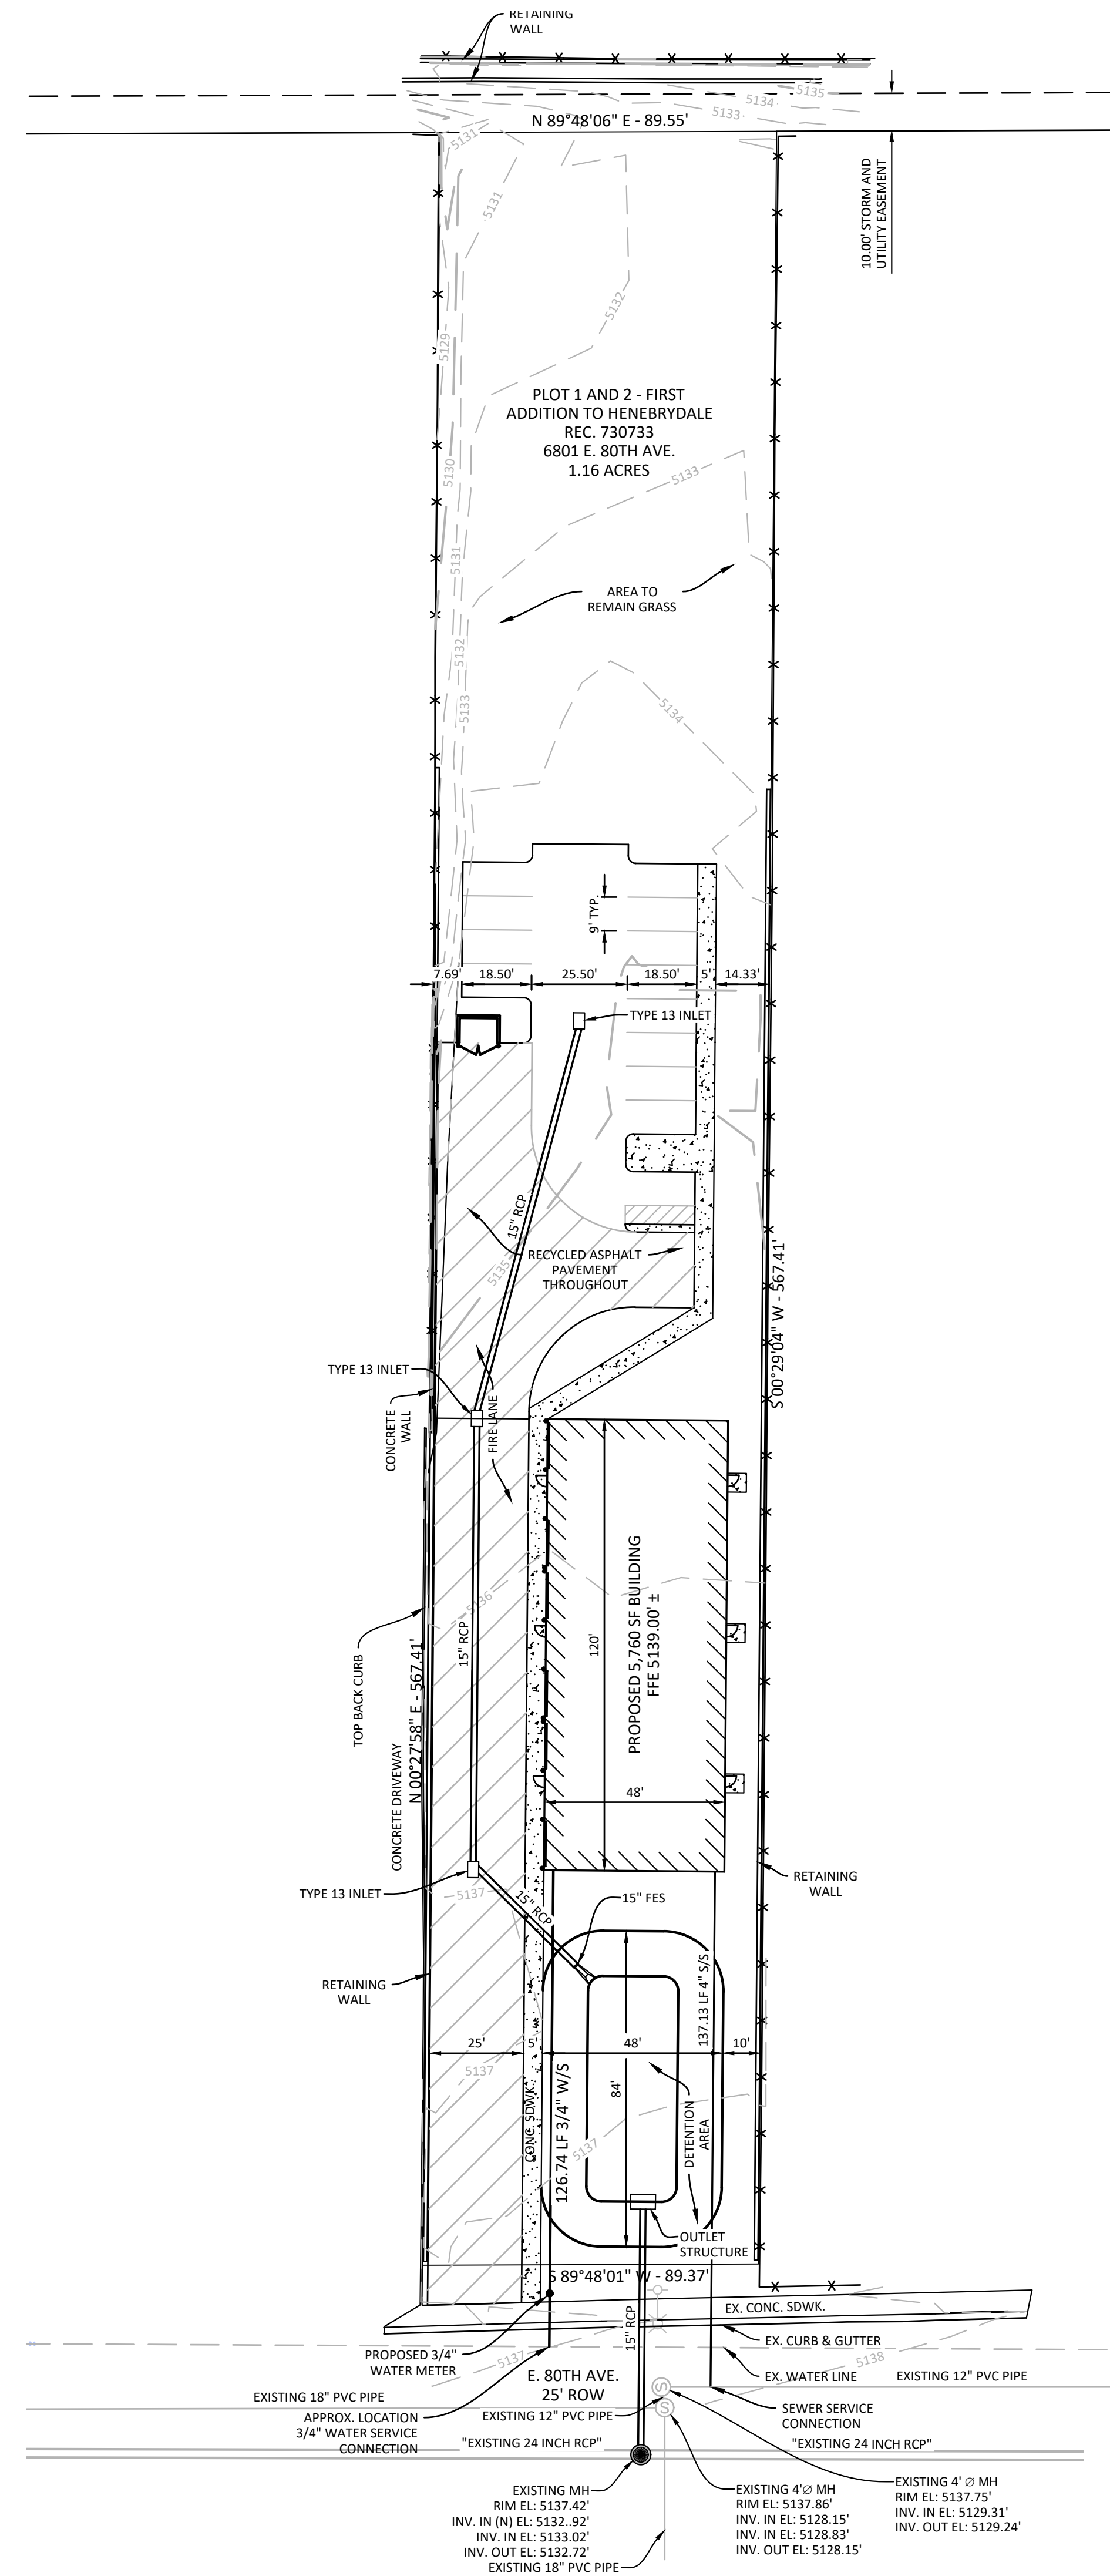 RETAINING
WALL
5135
5134
5133
N 89°48'06" E - 89.55'
5131
10.00' STORM AND
UTILITY EASEMENT
5131
5132
5129
PLOT 1 AND 2 - FIRST
ADDITION TO HENEBRYDALE
REC. 730733
6801 E. 80TH AVE.
1.16 ACRES
5130
5133
5131
AREA TO
REMAIN GRASS
5132
5133
5134
9' TYP.
7.69'
18.50'
25.50'
18.50'
5'
14.33'
TYPE 13 INLET
15" RCP
RECYCLED ASPHALT
PAVEMENT
THROUGHOUT
5135
S 00°29'04" W - 567.41'
TYPE 13 INLET
CONCRETE
WALL
FIRE LANE
PROPOSED 5,760 SF BUILDING
FFE 5139.00' ±
120'
5136
15" RCP
TOP BACK CURB
N 00°27'58" E - 567.41'
CONCRETE DRIVEWAY
48'
RETAINING
WALL
TYPE 13 INLET
5137
15" RCP
15" FES
RETAINING
WALL
137.13 LF 4" S/S
25'
5'
48'
10'
5137
84'
CONC. SDWK.
126.74 LF 3/4" W/S
5137
DETENTION
AREA
OUTLET
STRUCTURE
S 89°48'01" W - 89.37'
EX. CONC. SDWK.
15" RCP
EX. CURB & GUTTER
PROPOSED 3/4"
WATER METER
5137
5138
E. 80TH AVE.
25' ROW
EX. WATER LINE
EXISTING 12" PVC PIPE
EXISTING 18" PVC PIPE
APPROX. LOCATION
3/4" WATER SERVICE
CONNECTION
EXISTING 12" PVC PIPE
S
S
SEWER SERVICE
CONNECTION
"EXISTING 24 INCH RCP"
"EXISTING 24 INCH RCP"
EXISTING MH
RIM EL: 5137.42'
INV. IN (N) EL: 5132..92'
INV. IN EL: 5133.02'
INV. OUT EL: 5132.72'
EXISTING 18" PVC PIPE
EXISTING 4'Ø MH
RIM EL: 5137.86'
INV. IN EL: 5128.15'
INV. IN EL: 5128.83'
INV. OUT EL: 5128.15'
EXISTING 4' Ø MH
RIM EL: 5137.75'
INV. IN EL: 5129.31'
INV. OUT EL: 5129.24'